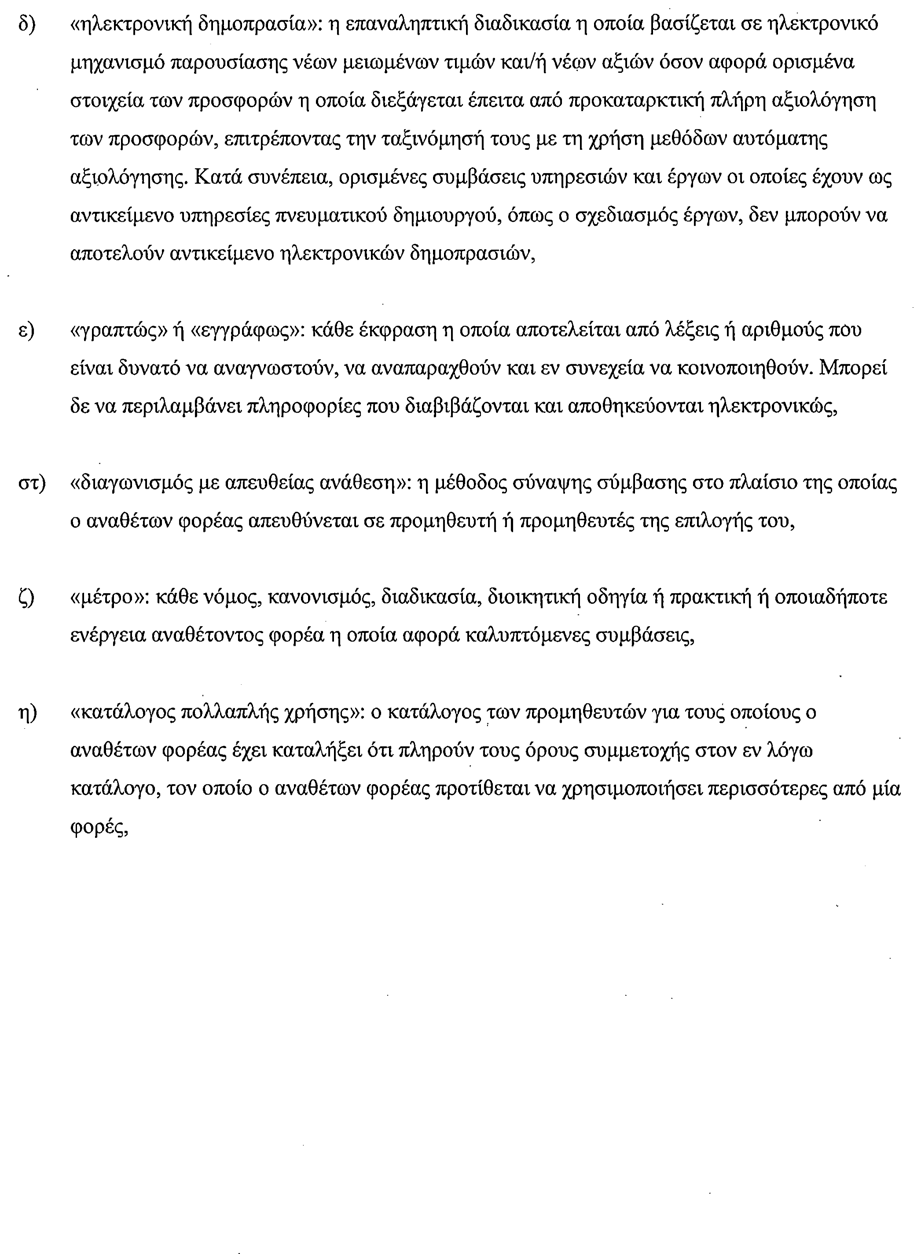 δ) «ηλεκτρονική δημοπρασία»: η επαναληπτική διαδικασία η οποία βασίζεται σε ηλεκτρονικό
μηχανισμό παρουσίασης νέων μειωμένων τιμών και/ή νέων αξιών όσον αφορά ορισμένα
στοιχεία των προσφορών η οποία διεξάγεται έπειτα από προκαταρκτική πλήρη αξιολόγηση
των προσφορών, επιτρέποντας την ταξινόμησή τους με τη χρήση μεθόδων αυτόματης
αξιολόγησης. Κατά συνέπεια, ορισμένες συμβάσεις υπηρεσιών και έργων οι οποίες έχουν ως
αντικείμενο υπηρεσίες πνευματικού δημιουργού, όπως ο σχεδιασμός έργων, δεν μπορούν να
αποτελούν αντικείμενο ηλεκτρονικών δημοπρασιών,
ε) «γραπτώς» ή «εγγράφως»: κάθε έκφραση η οποία αποτελείται από λέξεις ή αριθμούς που
είναι δυνατό να αναγνωστούν, να αναπαραχθούν και εν συνεχεία να κοινοποιηθούν. Μπορεί
δε να περιλαμβάνει πληροφορίες που διαβιβάζονται και αποθηκεύονται ηλεκτρονικώς,
στ) «διαγωνισμός με απευθείας ανάθεση»: η μέθοδος σύναψης σύμβασης στο πλαίσιο της οποίας
ο αναθέτων φορέας απευθύνεται σε προμηθευτή ή προμηθευτές της επιλογής του,
ζ) «μέτρο»: κάθε νόμος, κανονισμός, διαδικασία, διοικητική οδηγία ή πρακτική ή οποιαδήποτε
ενέργεια αναθέτοντος φορέα η οποία αφορά καλυπτόμενες συμβάσεις,
η) «κατάλογος πολλαπλής χρήσης»: ο κατάλογος των προμηθευτών για τους οποίους ο
αναθέτων φορέας έχει καταλήξει ότι πληρούν τους όρους συμμετοχής στον εν λόγω
κατάλογο, τον οποίο ο αναθέτων φορέας προτίθεται να χρησιμοποιήσει περισσότερες από μία
φορές,